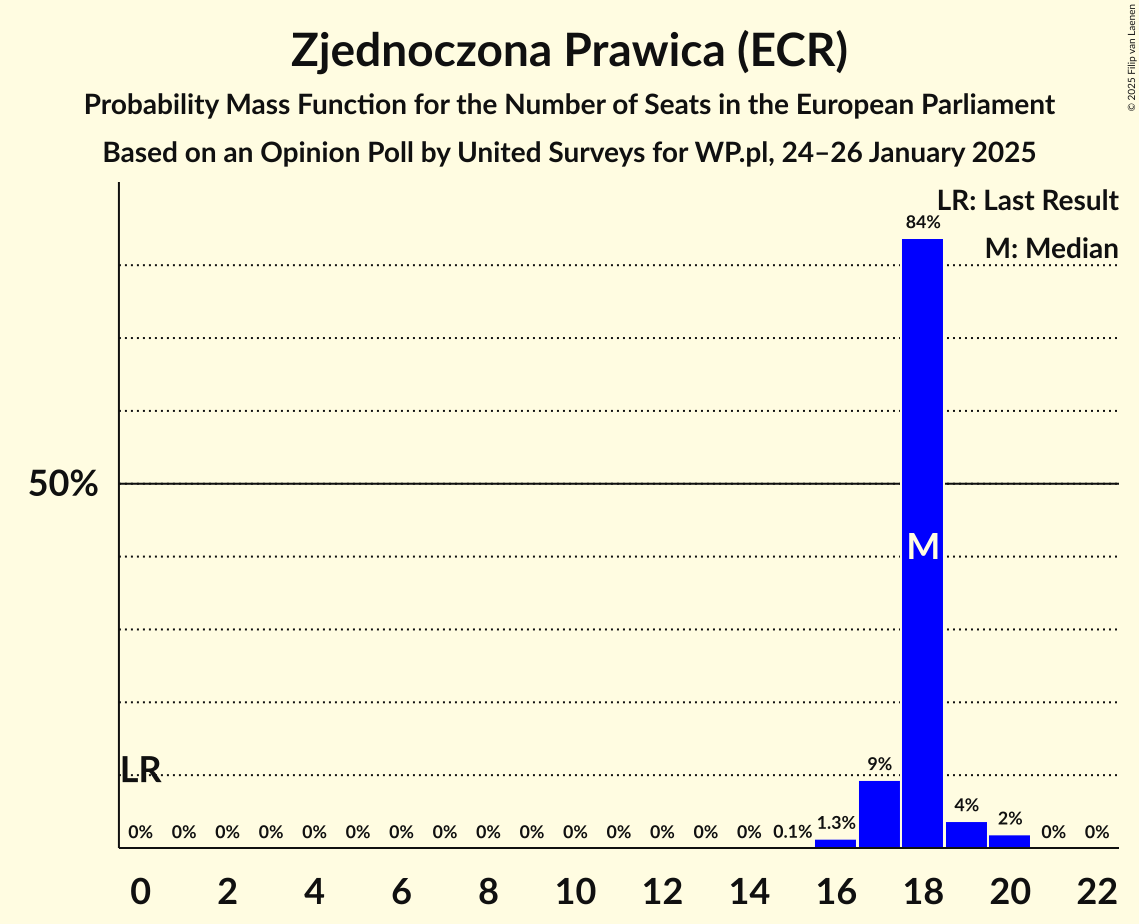 Zjednoczona Prawica (ECR)
Probability Mass Function for the Number of Seats in the European Parliament
Based on an Opinion Poll by United Surveys for WP.pl, 24–26 January 2025
© 2025 Filip van Laenen
LR: Last Result
M: Median
84%
50%
M
LR
9%
4%
2%
1.3%
0% 0% 0% 0% 0% 0% 0% 0% 0% 0% 0% 0% 0% 0% 0% 0.1% 0% 0%
0 2 4 6 8 10 12 14 16 18 20 22